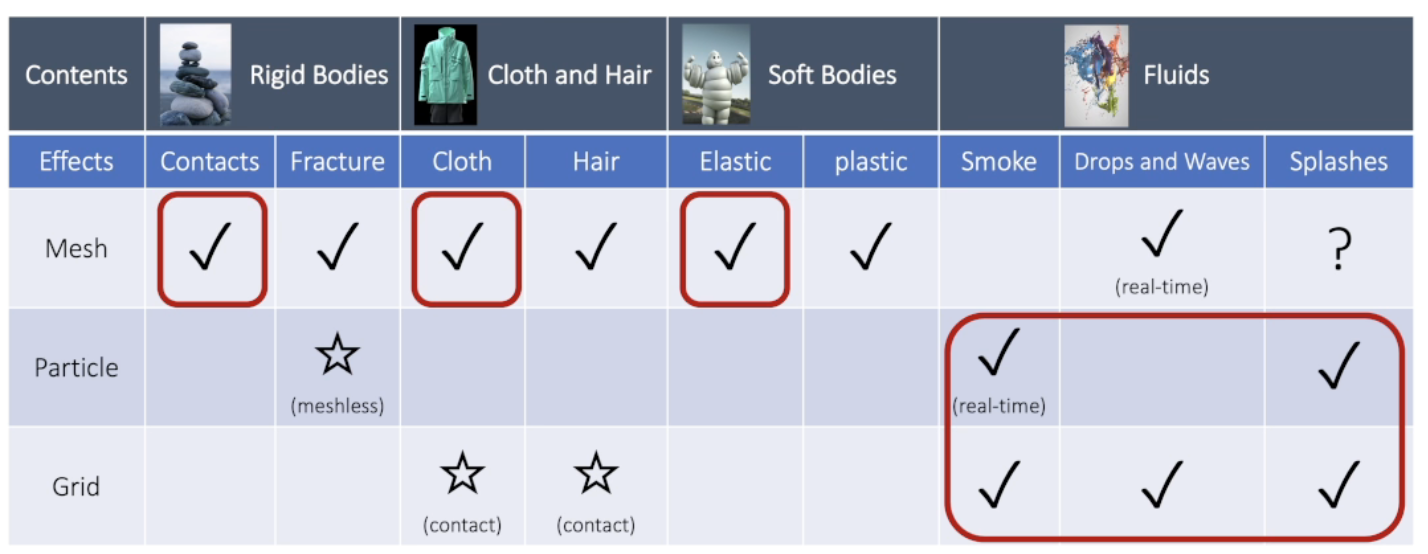 Contents Rigid Bodies Cloth and Hair Soft Bodies Fluids
Effects Contacts Fracture Cloth Hair Elastic plastic Smoke Drops and Waves Splashes
Mesh ✓ ✓ ✓ ✓ ✓ ✓ ✓ ?
(real-time)
Particle ☆ ✓ ✓
(meshless) (real-time)
Grid ☆ ☆ ✓ ✓ ✓
(contact) (contact)